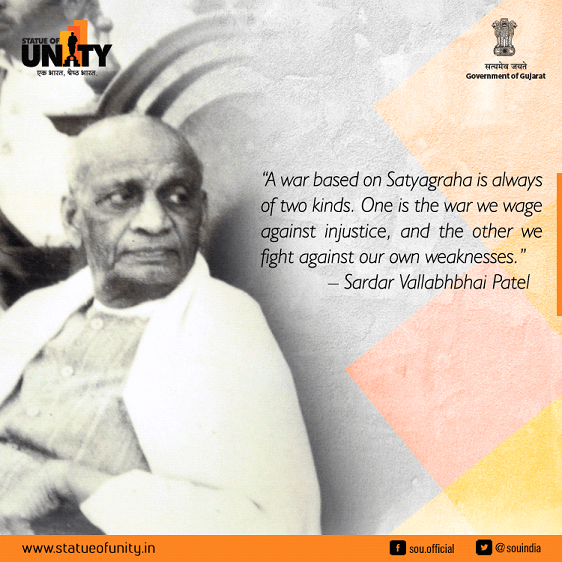 STATUE OF
UNITY
एक भारत, श्रेष्ठ भारत.
सत्यमेव जयते
Government of Gujarat
“A war based on Satyagraha is always
of two kinds. One is the war we wage
against injustice, and the other we
fight against our own weaknesses.”
– Sardar Vallabhbhai Patel
www.statueofunity.in
f sou.official
@souindia